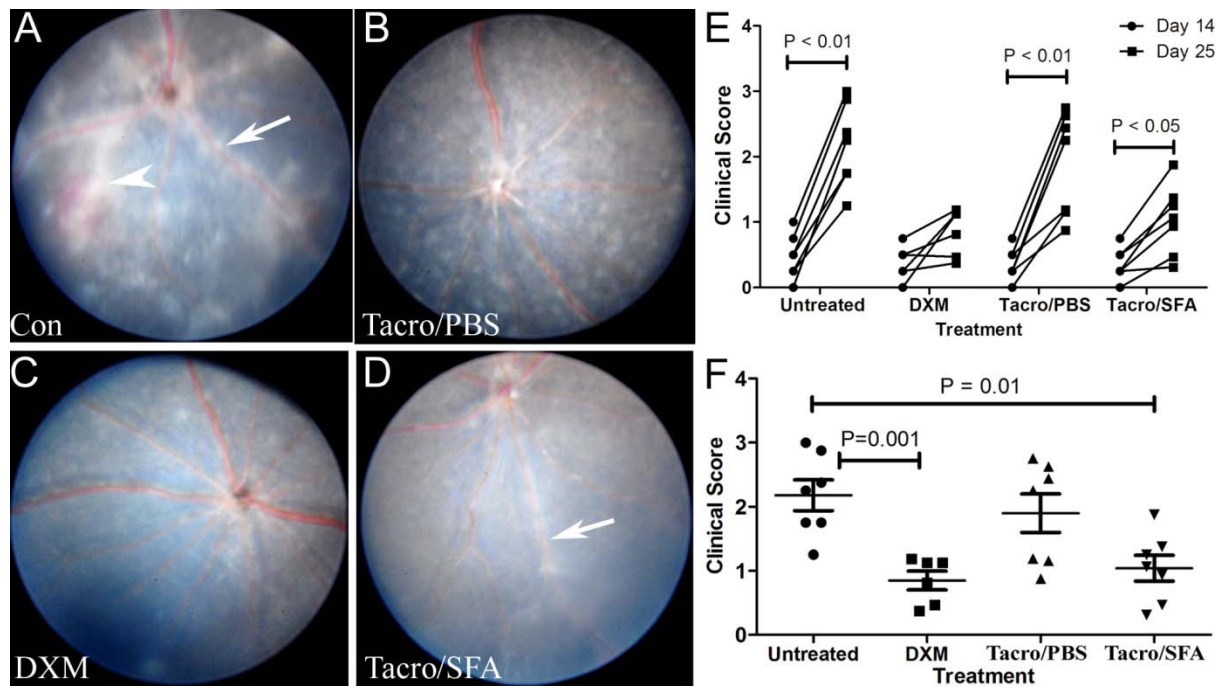 A
Con
B
Tacro/PBS
C
DXM
D
Tacro/SFA
E
Day 14
Day 25
P < 0.01
P < 0.01
P < 0.05
Clinical Score
4
3
2
1
0
Untreated
DXM
Tacro/PBS
Tacro/SFA
Treatment
F
P = 0.01
P=0.001
Clinical Score
4
3
2
1
0
Untreated
DXM
Tacro/PBS
Tacro/SFA
Treatment